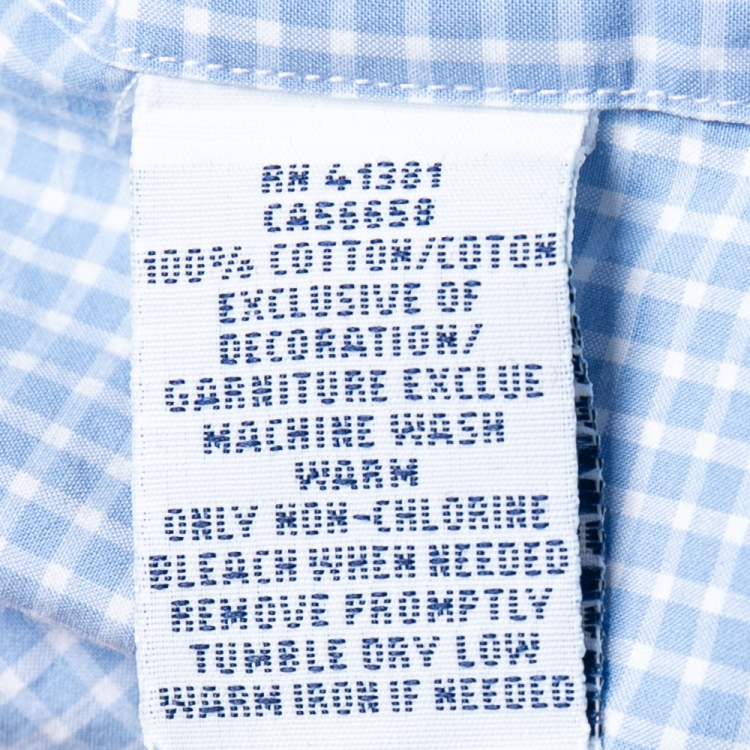 RN 41381
CA56658
100% COTTON/COTON
EXCLUSIVE OF
DECORATION/
GARNITURE EXCLUE
MACHINE WASH
WARM
ONLY NON-CHLORINE
BLEACH WHEN NEEDED
REMOVE PROMPTLY
TUMBLE DRY LOW
WARM IRON IF NEEDED